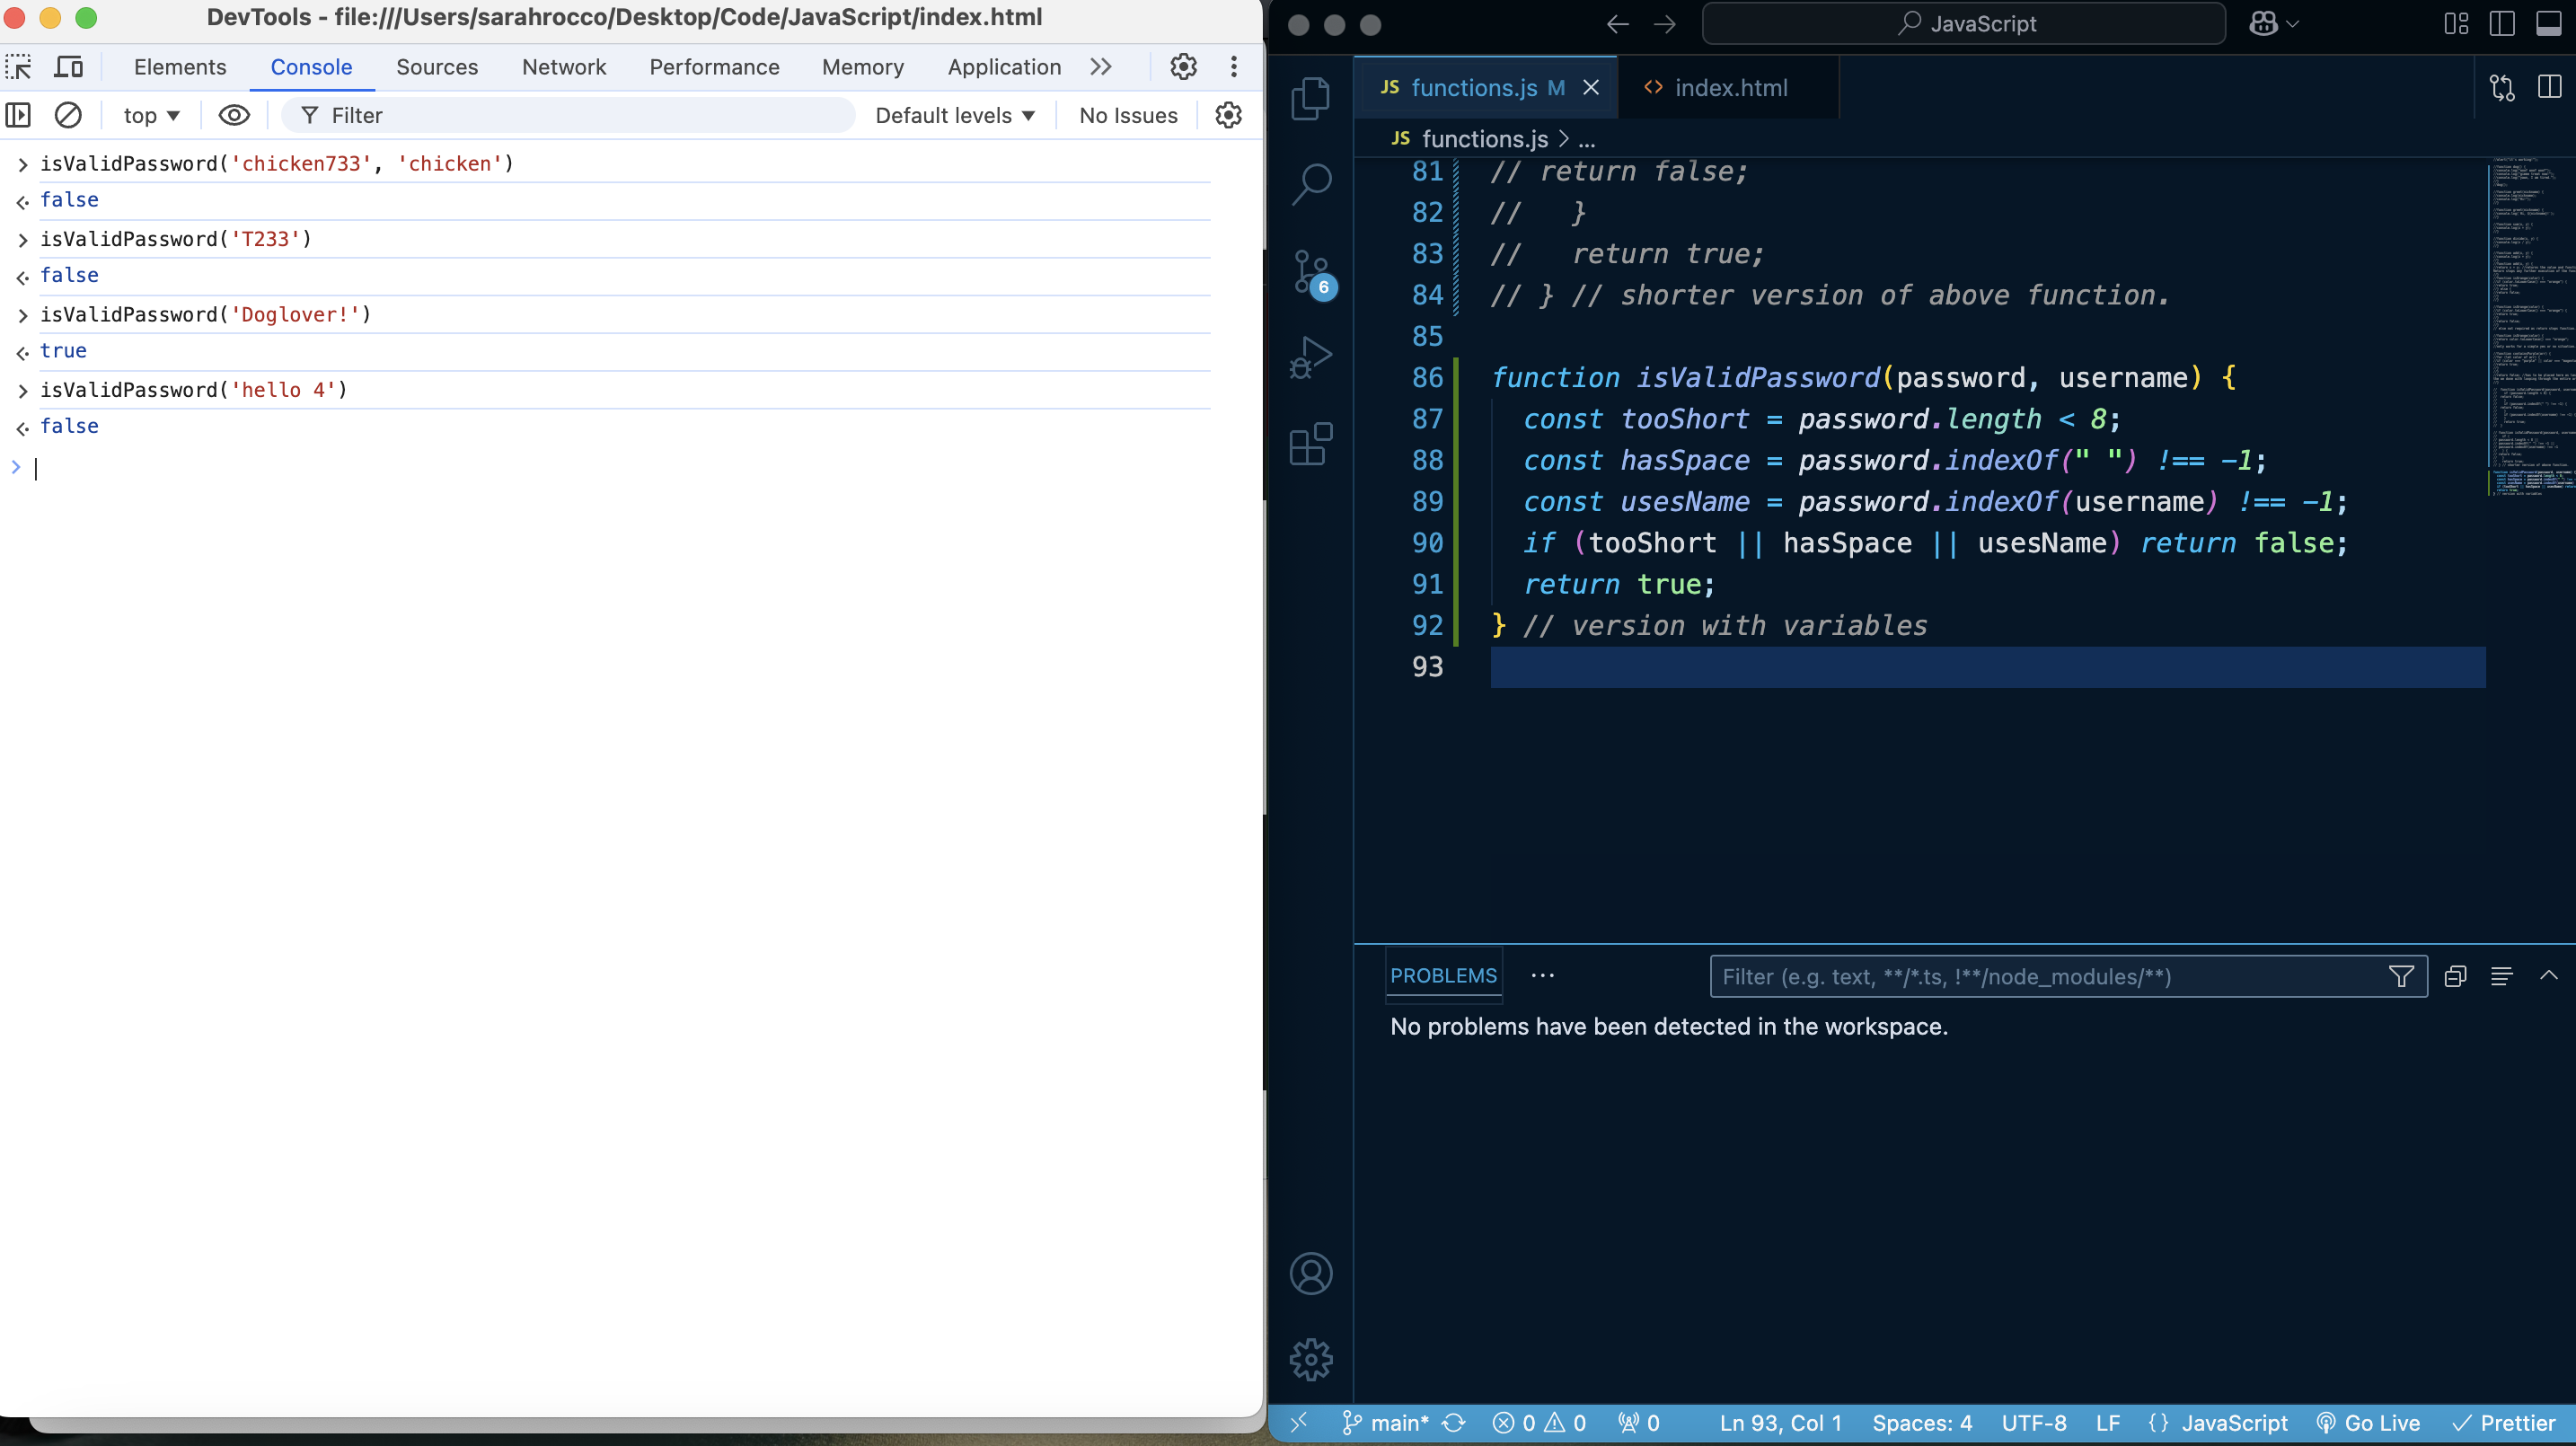 DevTools - file:///Users/sarahrocco/Desktop/Code/JavaScript/index.html
Elements Console Sources Network Performance Memory Application
top Filter Default levels No Issues
isValidPassword('chicken733', 'chicken')
false
isValidPassword('T233')
false
isValidPassword('Doglover!')
true
isValidPassword('hello 4')
false
JavaScript
JS functions.js M index.html
JS functions.js > ...
6
81 // return false;
82 //   }
83 //   return true;
84 // } // shorter version of above function.
85
86 function isValidPassword(password, username) {
87   const tooShort = password.length < 8;
88   const hasSpace = password.indexOf(" ") !== -1;
89   const usesName = password.indexOf(username) !== -1;
90   if (tooShort || hasSpace || usesName) return false;
91   return true;
92 } // version with variables
93
PROBLEMS ... Filter (e.g. text, **/*.ts, !**/node_modules/**)
No problems have been detected in the workspace.
main* 0 0 0 Ln 93, Col 1 Spaces: 4 UTF-8 LF {} JavaScript Go Live Prettier